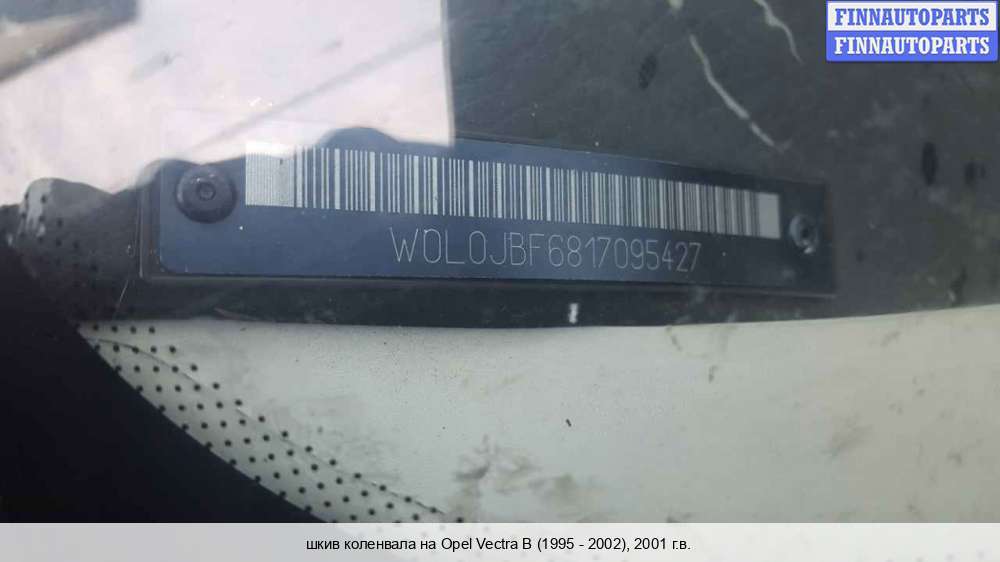 FINNAUTOPARTS
FINNAUTOPARTS
W0L0JBF6817095427
шкив коленвала на Opel Vectra B (1995 - 2002), 2001 г.в.